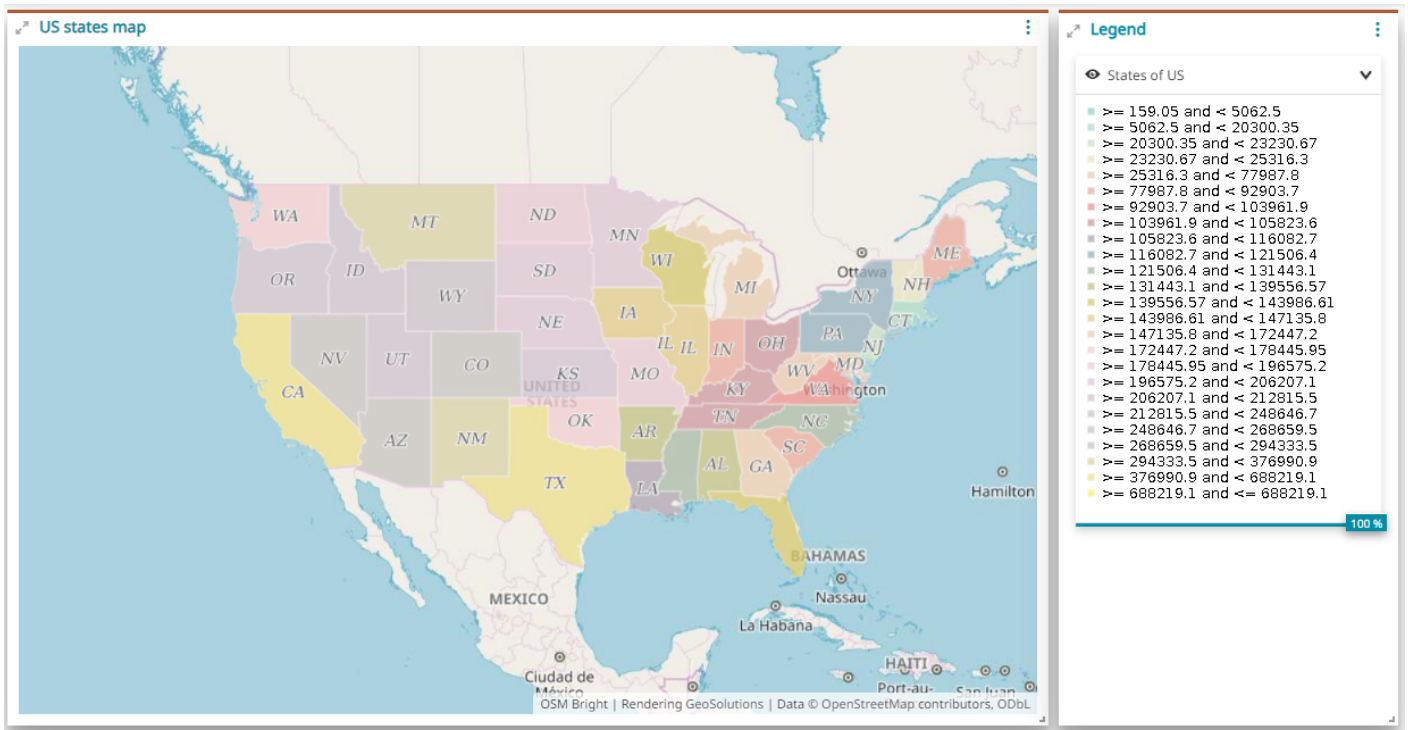 US states map
WA
MT
ND
MN
OR
ID
WY
SD
WI
MI
Ottawa
ME
NH
NY
CT
NE
IA
IL
IL
IN
OH
PA
NJ
CA
NV
UT
CO
KS
MO
WV
MD
UNITED
STATES
KY
WA
Washington
AZ
NM
OK
AR
TN
NC
SC
TX
LA
AL
GA
Hamilton
BAHAMAS
MEXICO
Nassau
La Habana
HAITI
Ciudad de
México
Port-au-
San Juan
OSM Bright | Rendering GeoSolutions | Data © OpenStreetMap contributors, ODbL
Legend
States of US
>= 159.05 and < 5062.5
>= 5062.5 and < 20300.35
>= 20300.35 and < 23230.67
>= 23230.67 and < 25316.3
>= 25316.3 and < 77987.8
>= 77987.8 and < 92903.7
>= 92903.7 and < 103961.9
>= 103961.9 and < 105823.6
>= 105823.6 and < 116082.7
>= 116082.7 and < 121506.4
>= 121506.4 and < 131443.1
>= 131443.1 and < 139556.57
>= 139556.57 and < 143986.61
>= 143986.61 and < 147135.8
>= 147135.8 and < 172447.2
>= 172447.2 and < 178445.95
>= 178445.95 and < 196575.2
>= 196575.2 and < 206207.1
>= 206207.1 and < 212815.5
>= 212815.5 and < 248646.7
>= 248646.7 and < 268659.5
>= 268659.5 and < 294333.5
>= 294333.5 and < 376990.9
>= 376990.9 and < 688219.1
>= 688219.1 and <= 688219.1
100 %